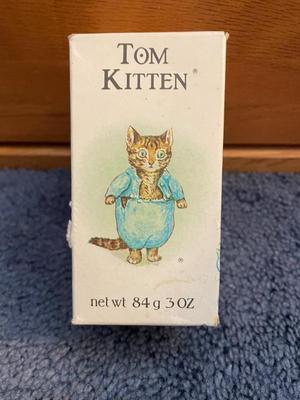 TOM
KITTEN®
®
net wt 84 g 3 OZ